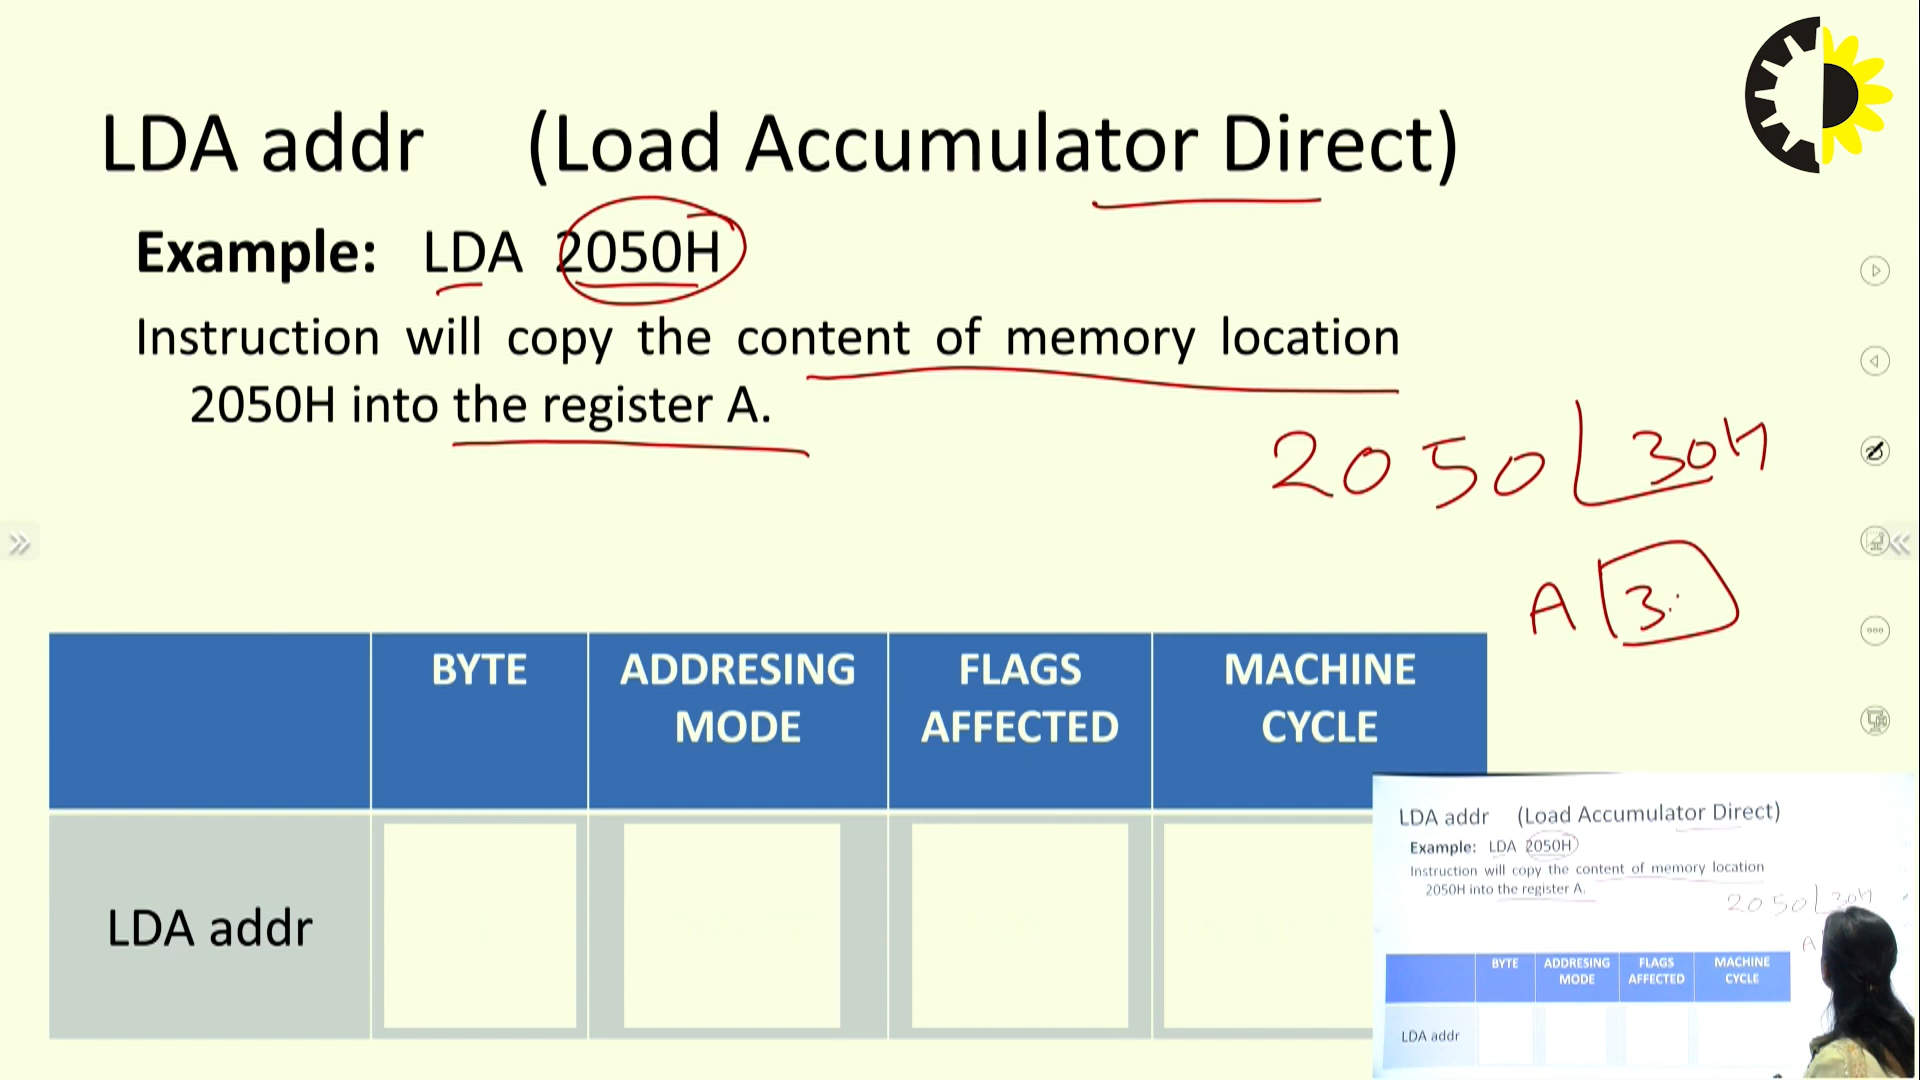 LDA addr (Load Accumulator Direct)
Example: LDA 2050H
Instruction will copy the content of memory location
2050H into the register A.
2050 30H
A 3
BYTE ADDRESING MODE FLAGS AFFECTED MACHINE CYCLE
LDA addr
LDA addr (Load Accumulator Direct)
Example: LDA 2050H
Instruction will copy the content of memory location
2050H into the register A.
2050 30H
A
BYTE ADDRESING MODE FLAGS AFFECTED MACHINE CYCLE
LDA addr